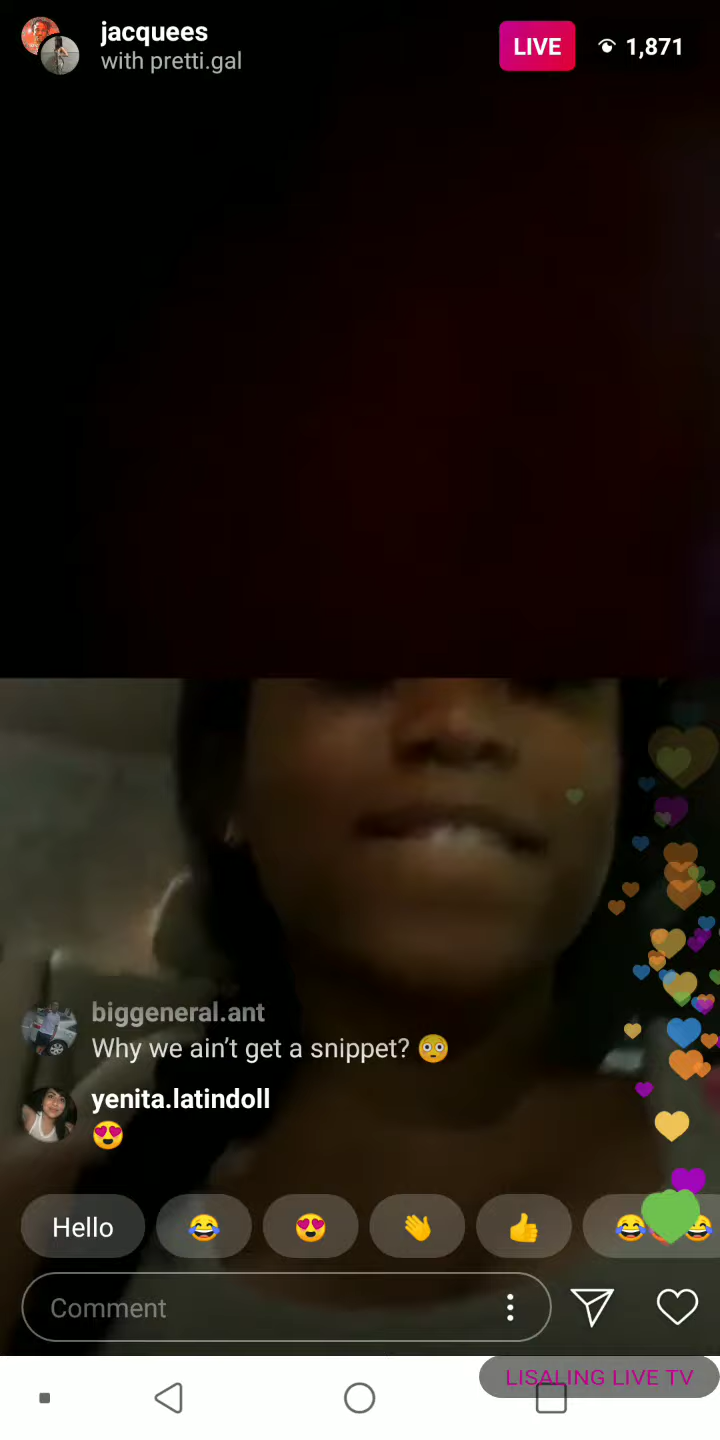 jacquees
with pretti.gal
LIVE
1,871
biggeneral.ant
Why we ain't get a snippet? 😳
yenita.latindoll
😍
Hello 😂 😍 👋 👍 😂 😂
Comment
LISALING LIVE TV